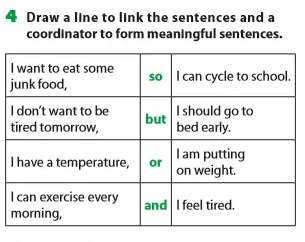 4 Draw a line to link the sentences and a
coordinator to form meaningful sentences.
I want to eat some
junk food,
so
I can cycle to school.
I don't want to be
tired tomorrow,
but
I should go to
bed early.
I have a temperature,
or
I am putting
on weight.
I can exercise every
morning,
and
I feel tired.